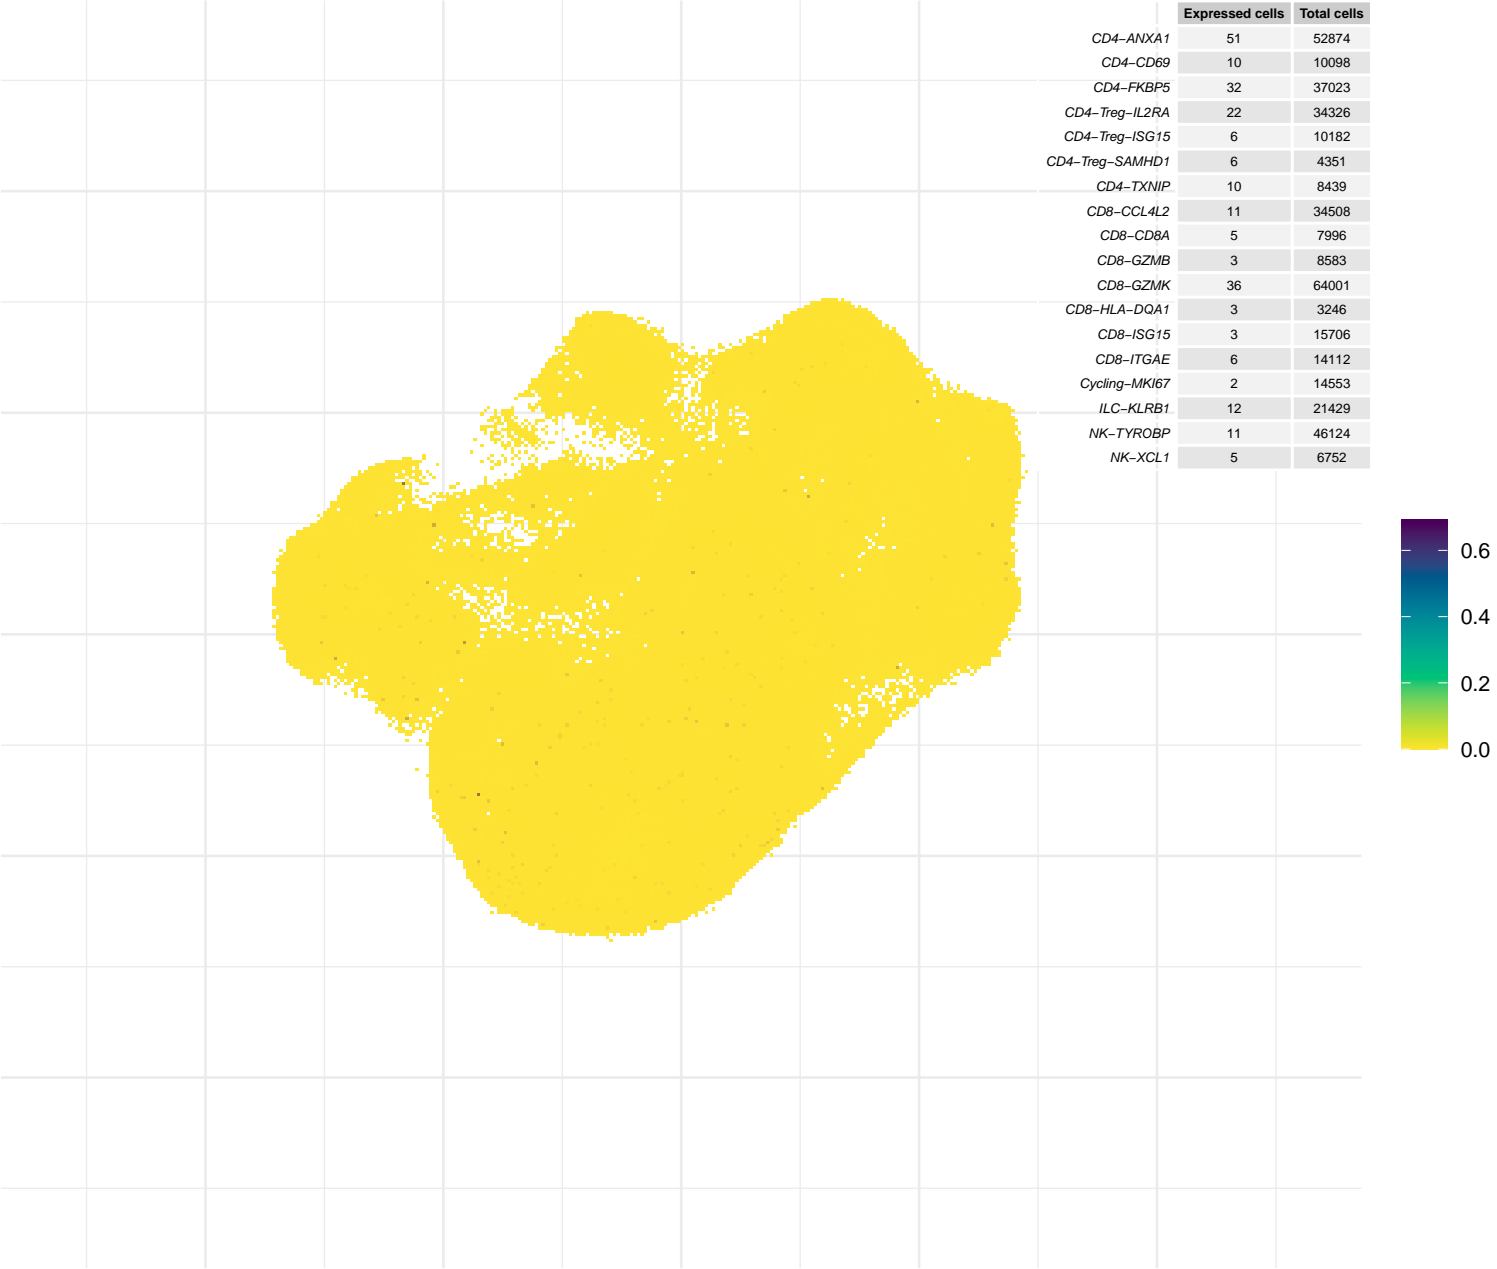 Expressed cells Total cells
CD4−ANXA1 51 52874
CD4−CD69 10 10098
CD4−FKBP5 32 37023
CD4−Treg−IL2RA 22 34326
CD4−Treg−ISG15 6 10182
CD4−Treg−SAMHD1 6 4351
CD4−TXNIP 10 8439
CD8−CCL4L2 11 34508
CD8−CD8A 5 7996
CD8−GZMB 3 8583
CD8−GZMK 36 64001
CD8−HLA−DQA1 3 3246
CD8−ISG15 3 15706
CD8−ITGAE 6 14112
Cycling−MKI67 2 14553
ILC−KLRB1 12 21429
NK−TYROBP 11 46124
NK−XCL1 5 6752
0.6
0.4
0.2
0.0